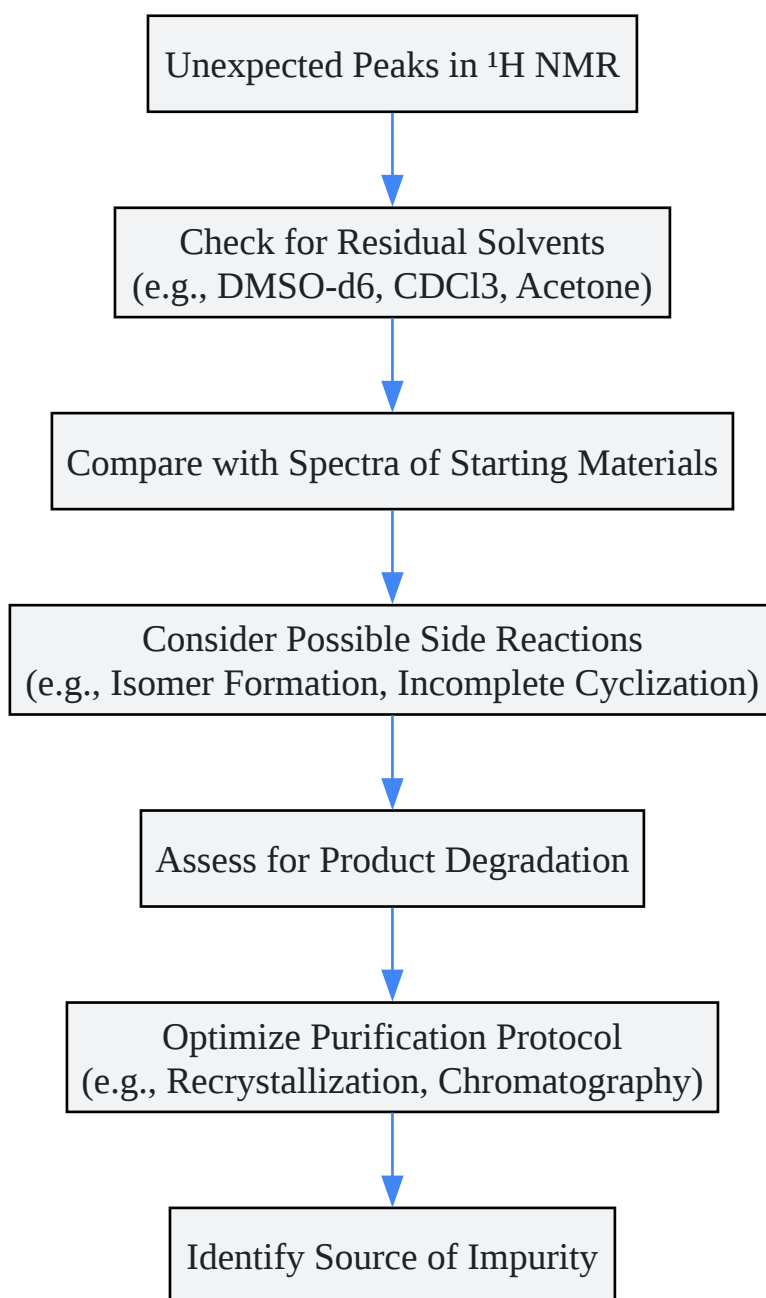 Unexpected Peaks in ¹H NMR
Check for Residual Solvents
(e.g., DMSO-d6, CDCl3, Acetone)
Compare with Spectra of Starting Materials
Consider Possible Side Reactions
(e.g., Isomer Formation, Incomplete Cyclization)
Assess for Product Degradation
Optimize Purification Protocol
(e.g., Recrystallization, Chromatography)
Identify Source of Impurity